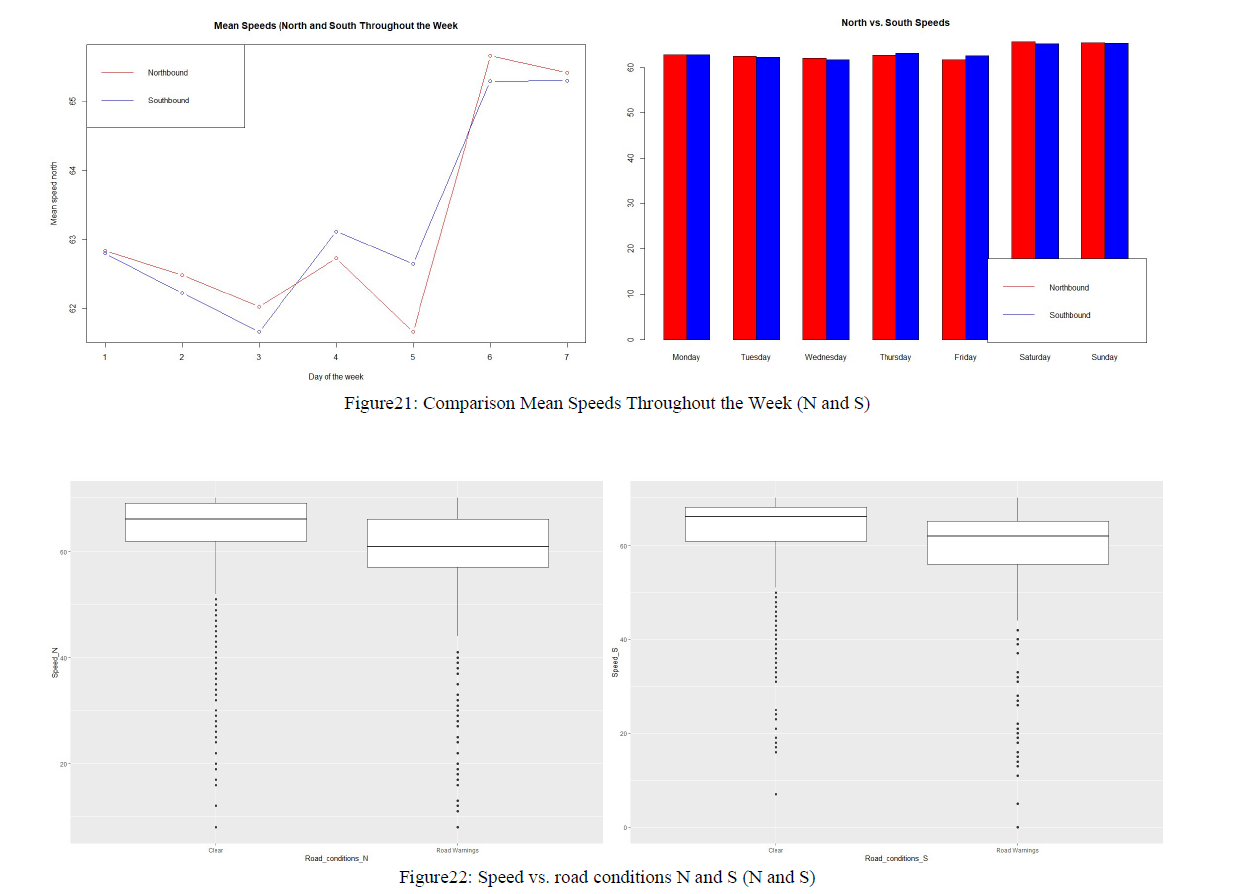 Mean Speeds (North and South Throughout the Week
Northbound
Southbound
Mean speed north
65
64
63
62
1 2 3 4 5 6 7
Day of the week
North vs. South Speeds
60
50
40
30
20
10
0
Northbound
Southbound
Monday Tuesday Wednesday Thursday Friday Saturday Sunday
Figure21: Comparison Mean Speeds Throughout the Week (N and S)
Speed_N
60
40
20
Clear Road Warnings
Road_conditions_N
Speed_S
60
40
20
0
Clear Road Warnings
Road_conditions_S
Figure22: Speed vs. road conditions N and S (N and S)